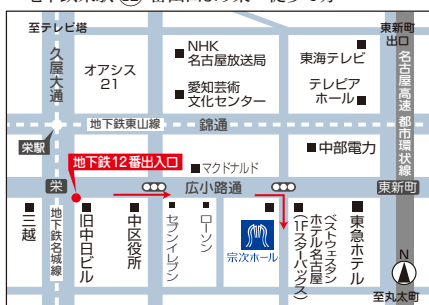 至テレビ塔
東新町
出口
久屋大通
オアシス
21
NHK
名古屋放送局
愛知芸術
文化センター
東海テレビ
テレピア
ホール
名古屋高速 都市環状線
地下鉄東山線
錦通
栄駅
地下鉄12番出入口
マクドナルド
中部電力
栄
広小路通
東新町
三越
地下鉄名城線
旧中日ビル
中区役所
セブンイレブン
ローソン
宗次ホール
ベストウェスタン
ホテル名古屋
(1Fスターバックス)
東急ホテル
N
至丸太町